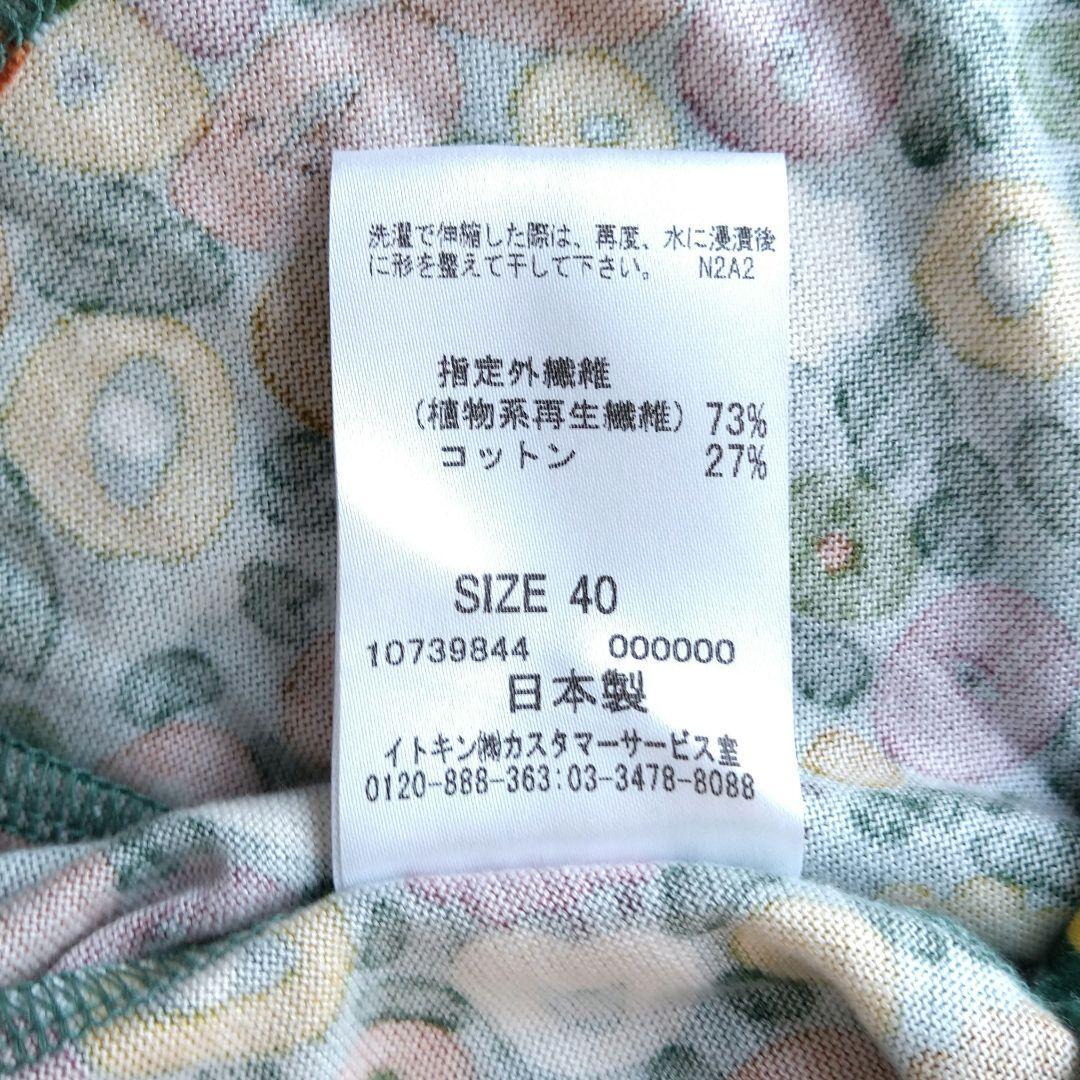 洗濯で伸縮した際は、再度、水に浸漬後
に形を整えて干して下さい。 N2A2
指定外繊維
(植物系再生繊維) 73%
コットン 27%
SIZE 40
10739844 000000
日本製
イトキン㈱カスタマーサービス室
0120-888-363:03-3478-8088